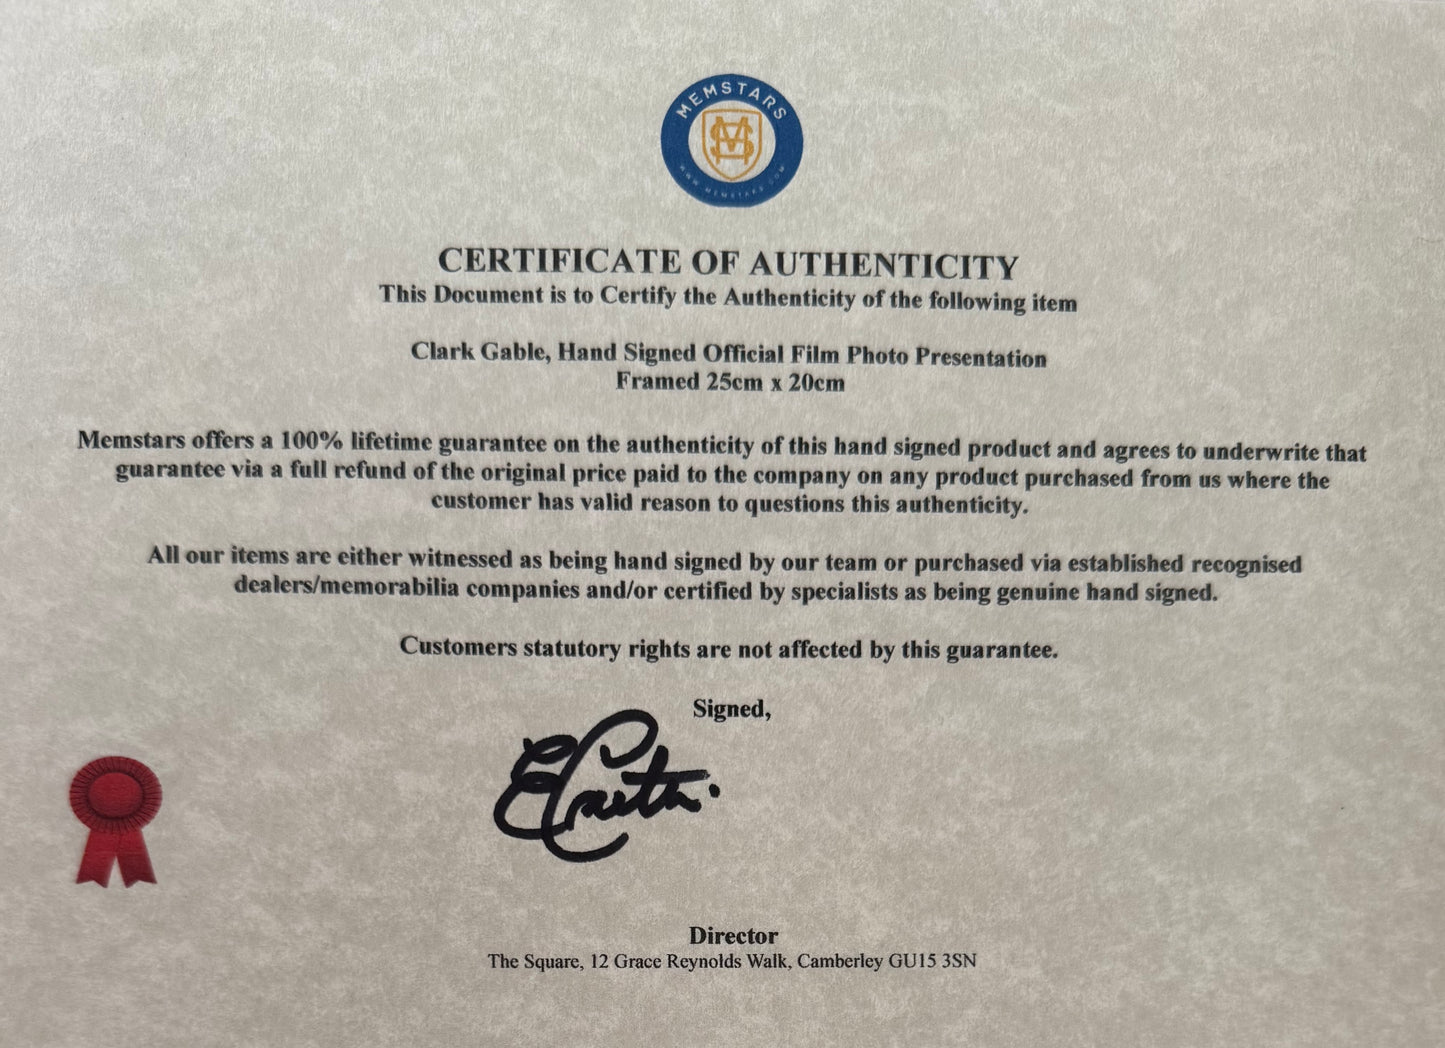 MEMSTARS
MS
WWW.MEMSTARS.COM
CERTIFICATE OF AUTHENTICITY
This Document is to Certify the Authenticity of the following item
Clark Gable, Hand Signed Official Film Photo Presentation
Framed 25cm x 20cm
Memstars offers a 100% lifetime guarantee on the authenticity of this hand signed product and agrees to underwrite that
guarantee via a full refund of the original price paid to the company on any product purchased from us where the
customer has valid reason to questions this authenticity.
All our items are either witnessed as being hand signed by our team or purchased via established recognised
dealers/memorabilia companies and/or certified by specialists as being genuine hand signed.
Customers statutory rights are not affected by this guarantee.
Signed,
Director
The Square, 12 Grace Reynolds Walk, Camberley GU15 3SN